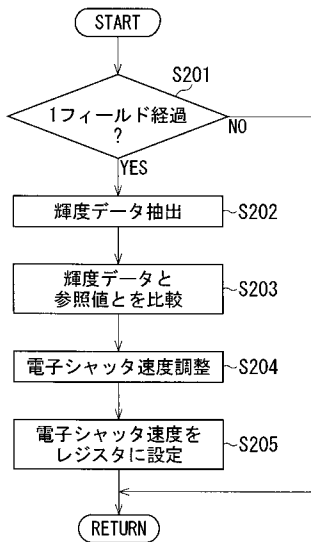 START
S201
1フィールド経過
?
NO
YES
輝度データ抽出
S202
輝度データと
参照値とを比較
S203
電子シャッタ速度調整
S204
電子シャッタ速度を
レジスタに設定
S205
RETURN